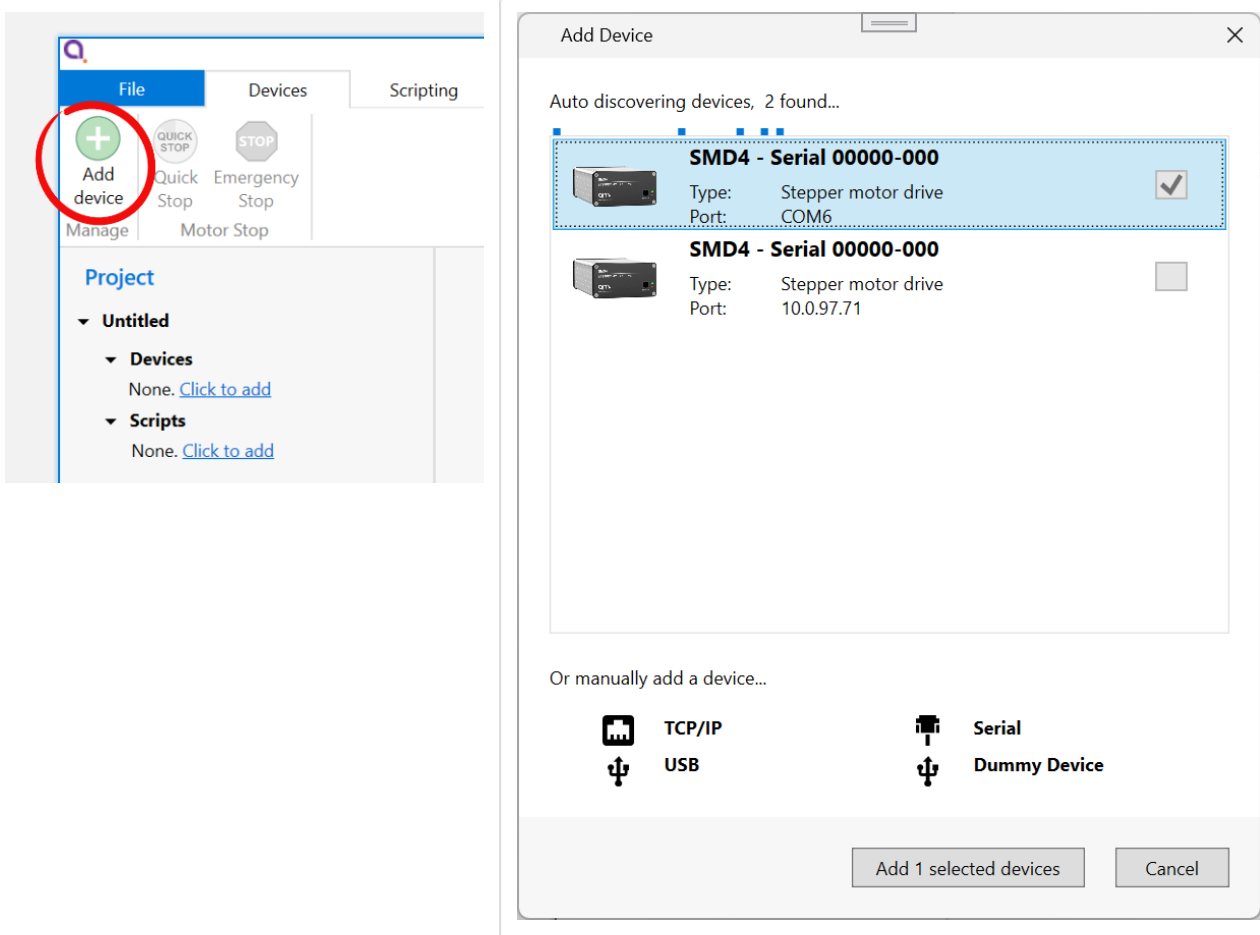 File
Devices
Scripting
QUICK
STOP
STOP
Add
device
Quick
Stop
Emergency
Stop
Manage
Motor Stop
Project
Untitled
Devices
None. Click to add
Scripts
None. Click to add
Add Device
Auto discovering devices, 2 found...
SMD4 - Serial 00000-000
Type: Stepper motor drive
Port: COM6
SMD4 - Serial 00000-000
Type: Stepper motor drive
Port: 10.0.97.71
Or manually add a device...
TCP/IP
Serial
USB
Dummy Device
Add 1 selected devices
Cancel